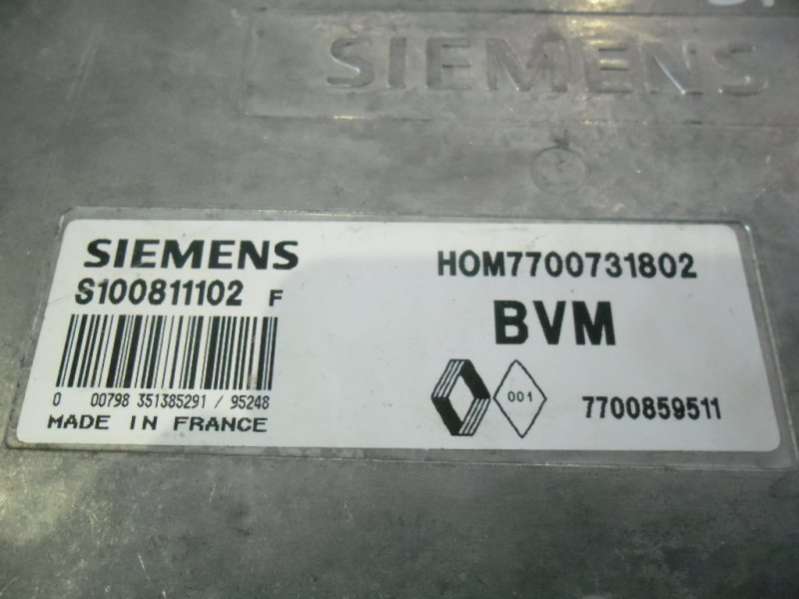 SIEMENS
SIEMENS
S100811102 F
0 00798 351385291 / 95248
MADE IN FRANCE
HOM7700731802
BVM
001
7700859511